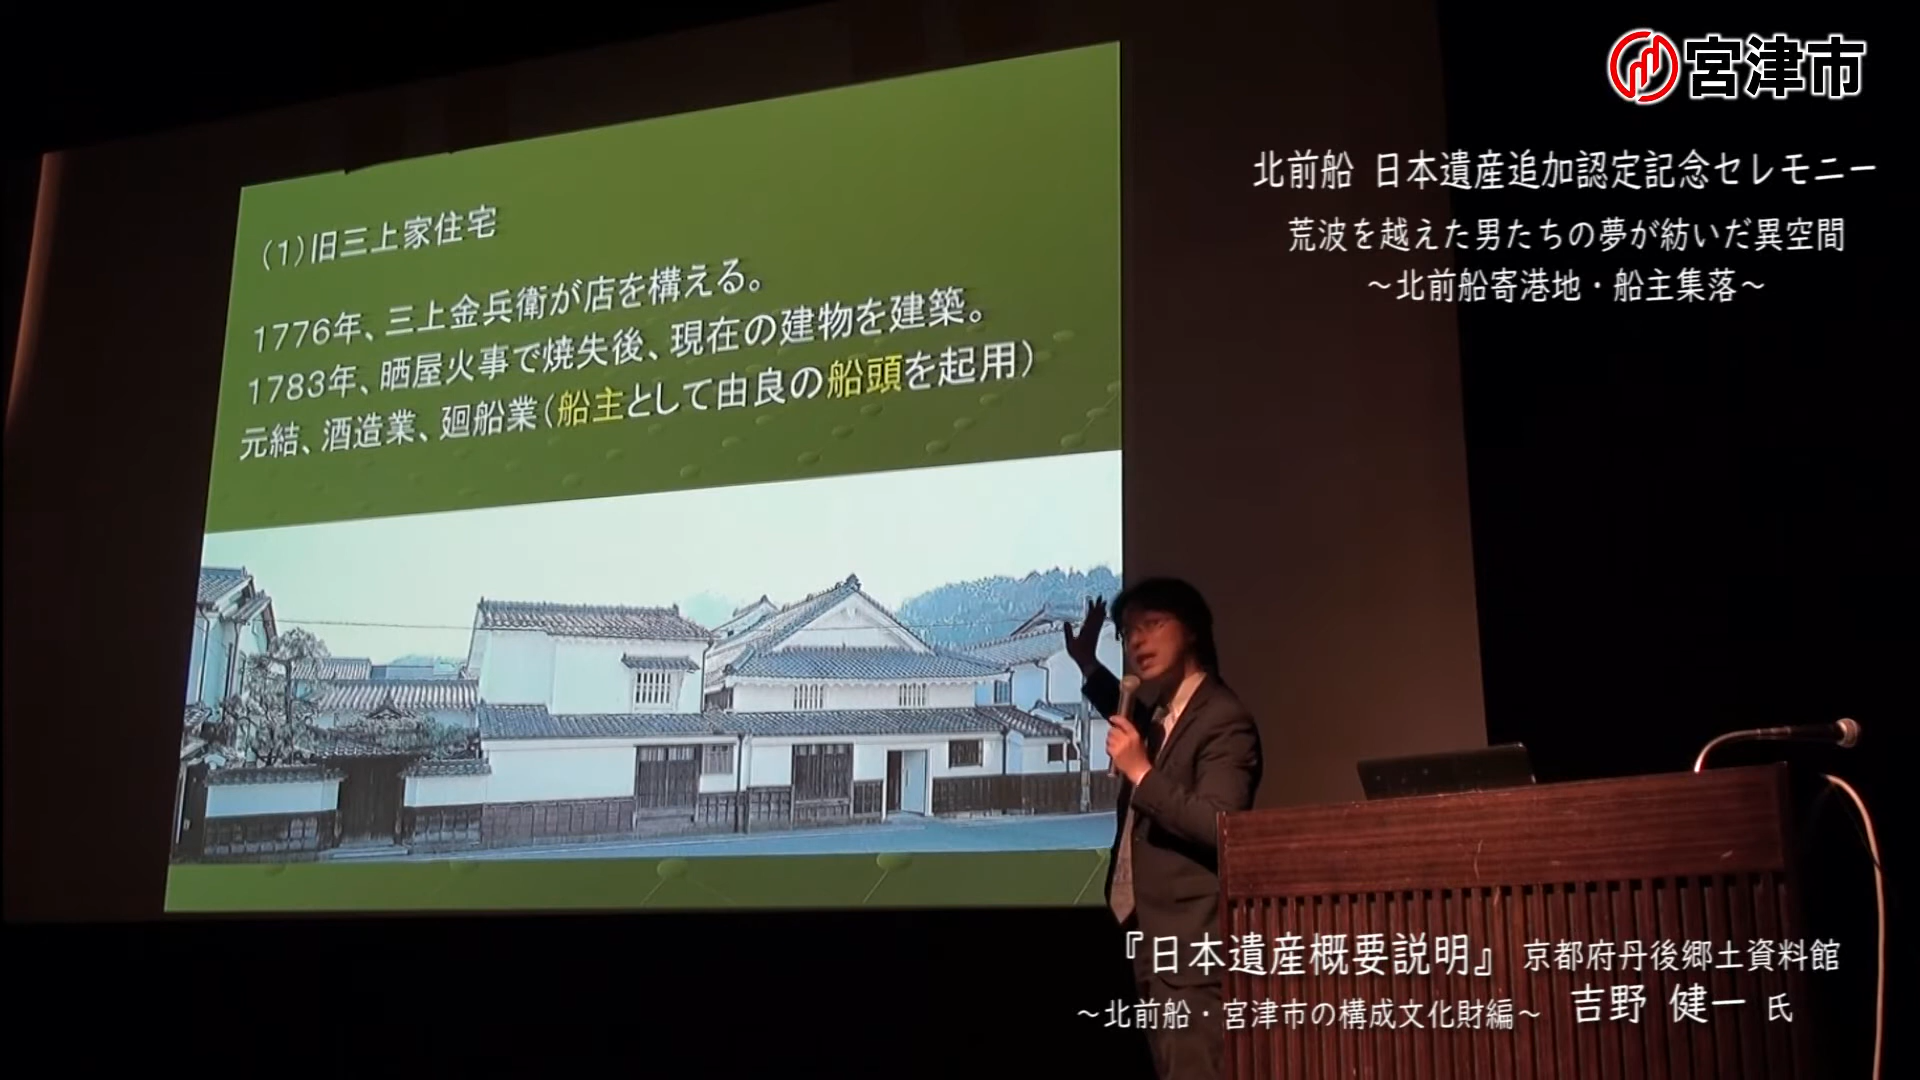 宮津市
北前船 日本遺産追加認定記念セレモニー
荒波を越えた男たちの夢が紡いだ異空間
～北前船寄港地・船主集落～
(1)旧三上家住宅
1776年、三上金兵衛が店を構える。
1783年、晒屋火事で焼失後、現在の建物を建築。
元結、酒造業、廻船業(船主として由良の船頭を起用)
『日本遺産概要説明』 京都府丹後郷土資料館
～北前船・宮津市の構成文化財編～ 吉野 健一 氏